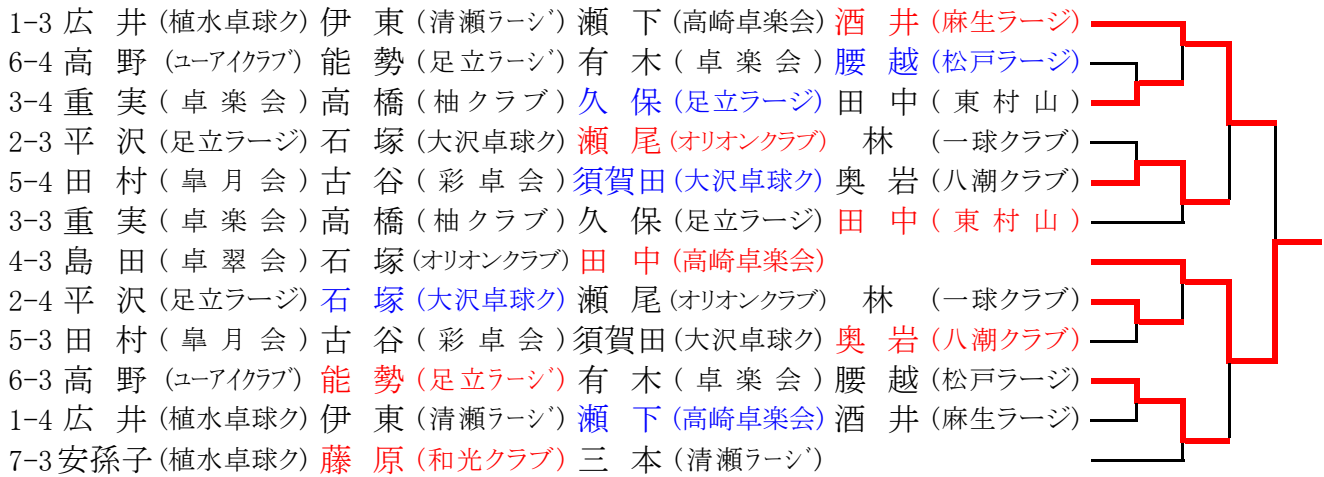 1-3 広 井 (植水卓球ク) 伊 東 (清瀬ラージ) 瀬 下 (高崎卓楽会) 酒 井 (麻生ラージ)
6-4 高 野 (ユーアイクラブ) 能 勢 (足立ラージ) 有 木 ( 卓 楽 会 ) 腰 越 (松戸ラージ)
3-4 重 実 ( 卓 楽 会 ) 高 橋 (柚クラブ) 久 保 (足立ラージ) 田 中 ( 東 村 山 )
2-3 平 沢 (足立ラージ) 石 塚 (大沢卓球ク) 瀬 尾 (オリオンクラブ) 林 (一球クラブ)
5-4 田 村 ( 皐 月 会 ) 古 谷 ( 彩 卓 会 ) 須賀田 (大沢卓球ク) 奥 岩 (八潮クラブ)
3-3 重 実 ( 卓 楽 会 ) 高 橋 (柚クラブ) 久 保 (足立ラージ) 田 中 ( 東 村 山 )
4-3 島 田 ( 卓 翠 会 ) 石 塚 (オリオンクラブ) 田 中 (高崎卓楽会)
2-4 平 沢 (足立ラージ) 石 塚 (大沢卓球ク) 瀬 尾 (オリオンクラブ) 林 (一球クラブ)
5-3 田 村 ( 皐 月 会 ) 古 谷 ( 彩 卓 会 ) 須賀田 (大沢卓球ク) 奥 岩 (八潮クラブ)
6-3 高 野 (ユーアイクラブ) 能 勢 (足立ラージ) 有 木 ( 卓 楽 会 ) 腰 越 (松戸ラージ)
1-4 広 井 (植水卓球ク) 伊 東 (清瀬ラージ) 瀬 下 (高崎卓楽会) 酒 井 (麻生ラージ)
7-3 安孫子 (植水卓球ク) 藤 原 (和光クラブ) 三 本 (清瀬ラージ)